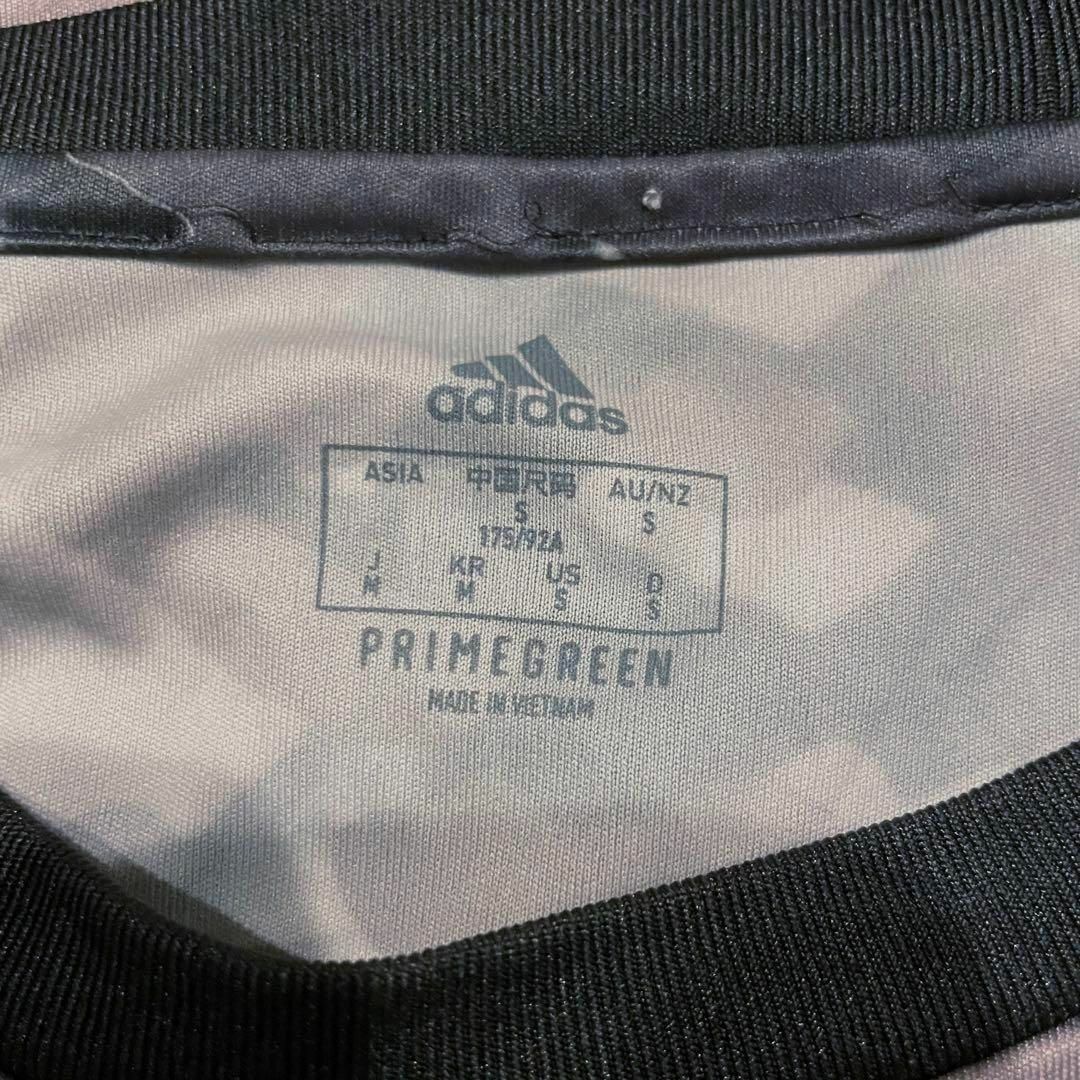 adidas
ASIA 中国尺码 AU/NZ
S S
175/92A
J KR US D
M M S S
PRIMEGREEN
MADE IN VIETNAM